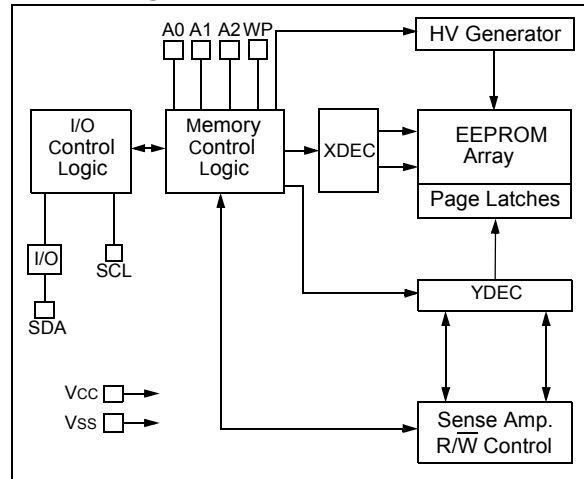 A0 A1 A2 WP
HV Generator
I/O
Control
Logic
Memory
Control
Logic
XDEC
EEPROM
Array
Page Latches
I/O
SCL
SDA
YDEC
VCC
VSS
Sense Amp.
R/W̅ Control